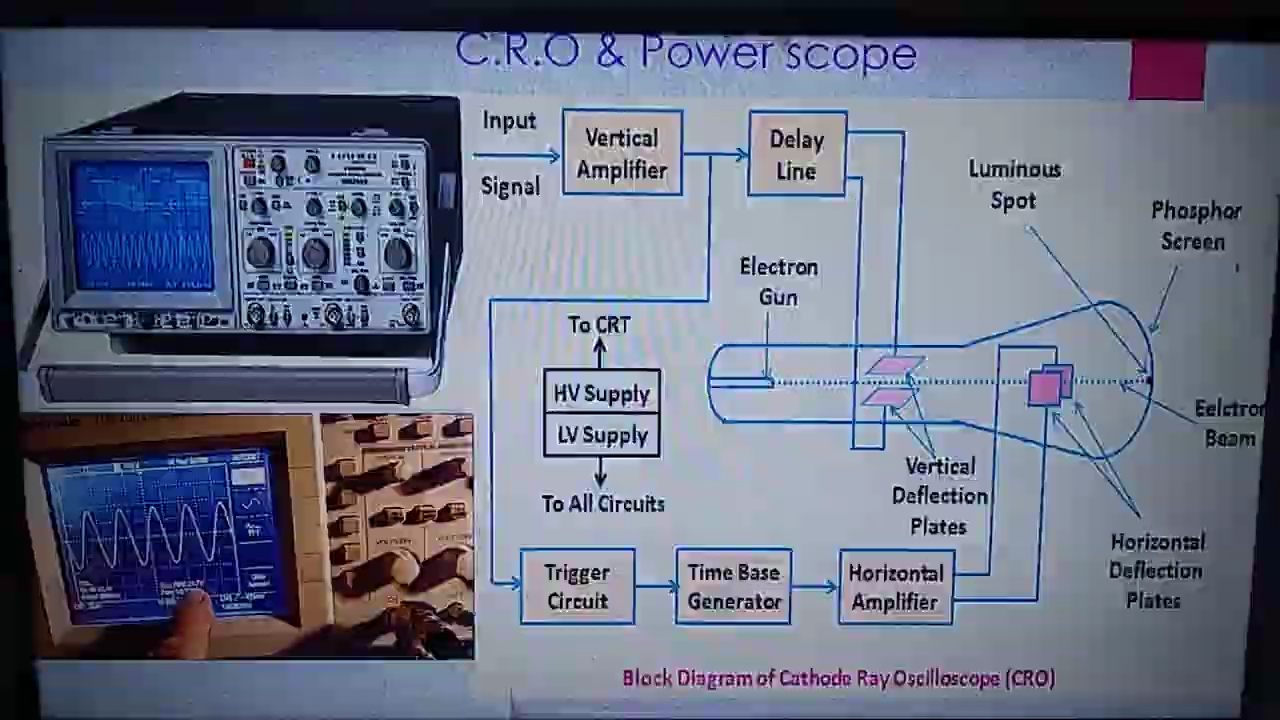 C.R.O & Power scope
Input
Signal
Vertical
Amplifier
Delay
Line
Luminous
Spot
Phosphor
Screen
Electron
Gun
To CRT
HV Supply
LV Supply
To All Circuits
Eelctron
Beam
Vertical
Deflection
Plates
Horizontal
Deflection
Plates
Trigger
Circuit
Time Base
Generator
Horizontal
Amplifier
Block Diagram of Cathode Ray Oscilloscope (CRO)